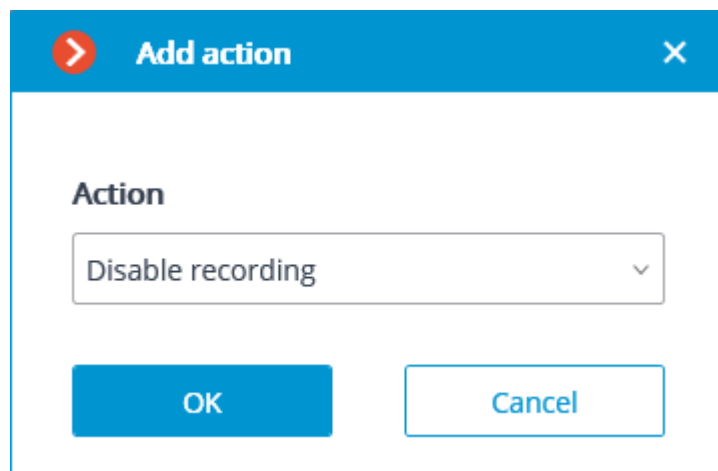 Add action
Action
Disable recording
OK
Cancel